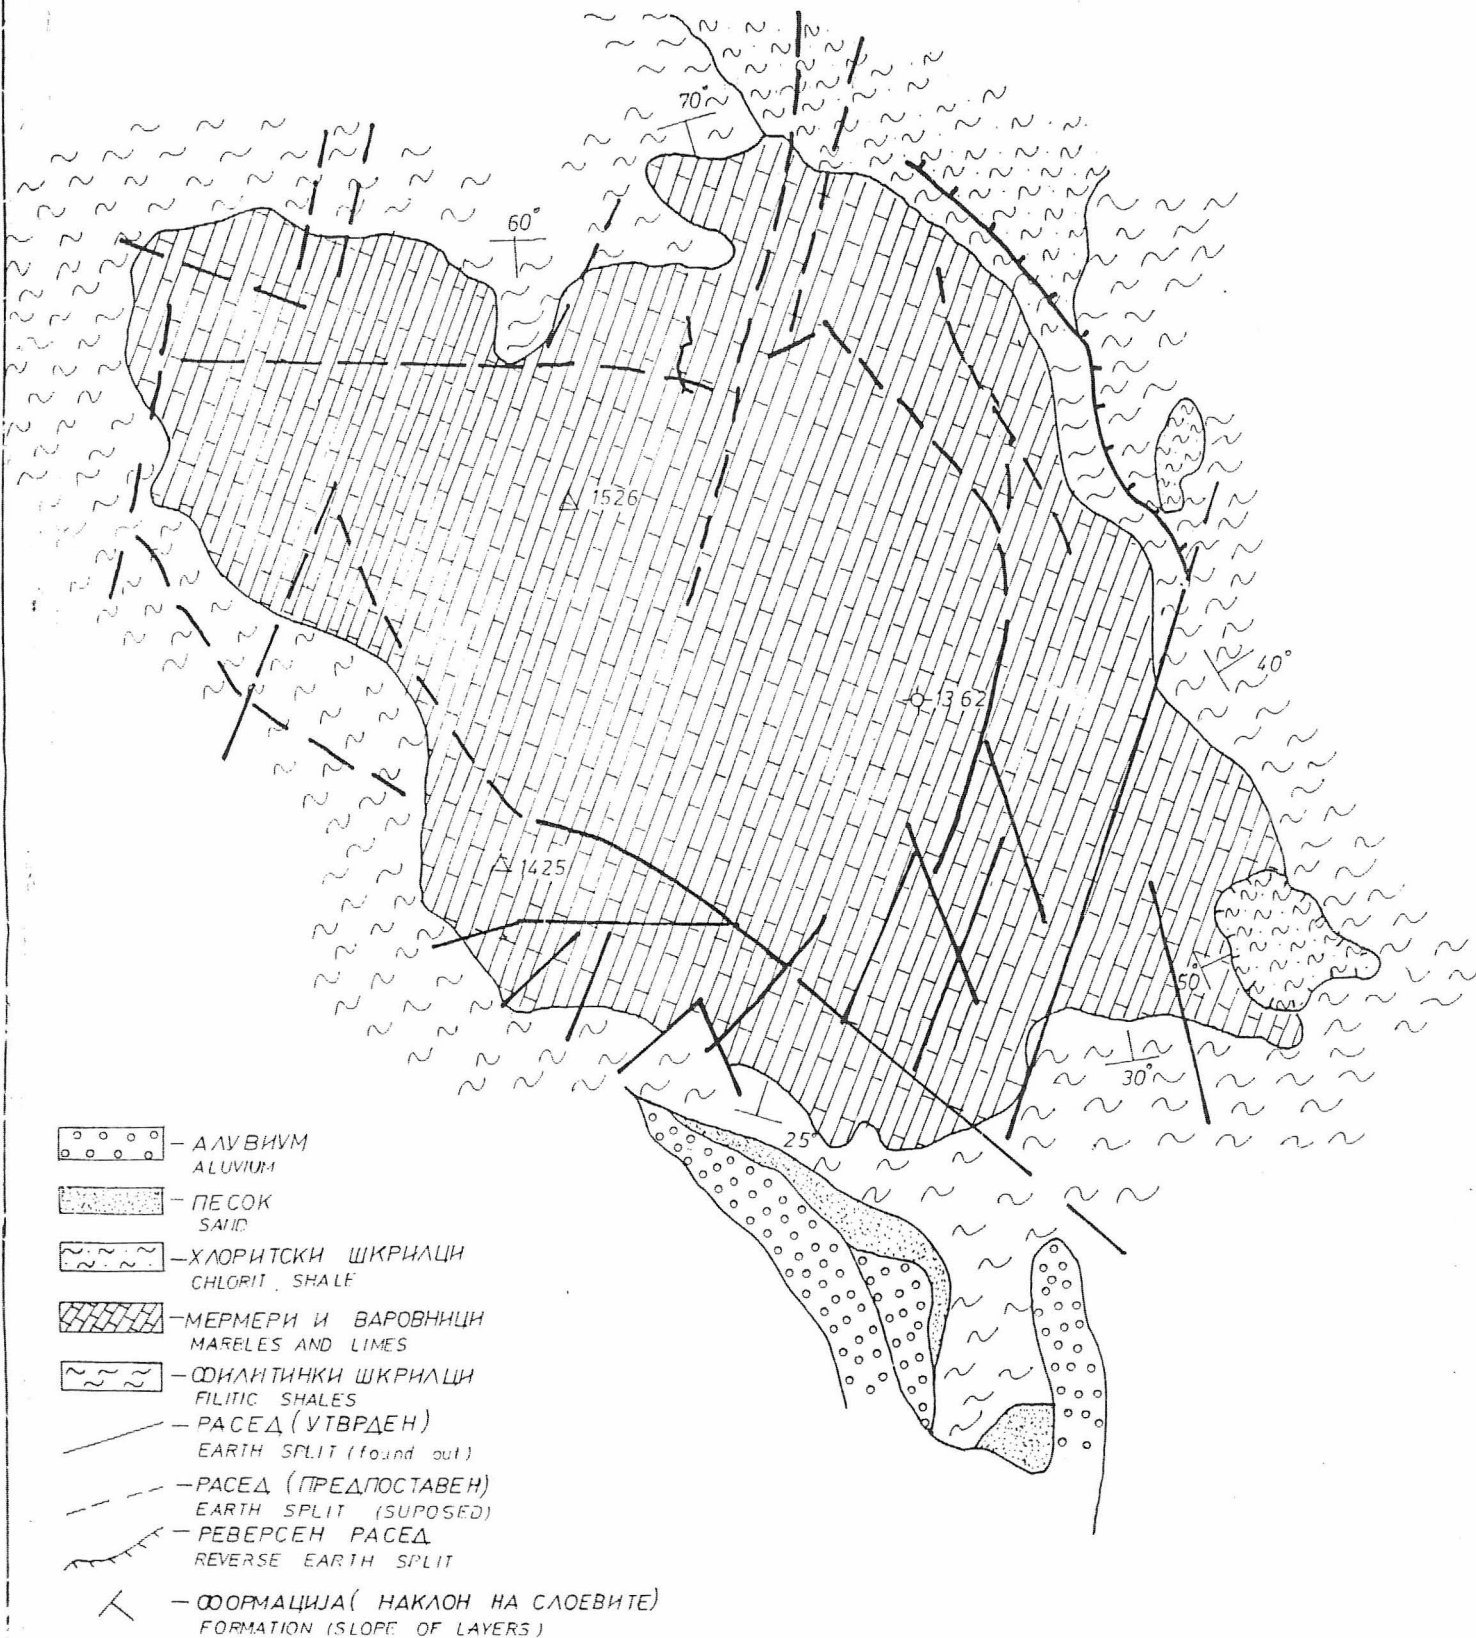 70°
60°
1526
40°
1362
1425
50°
30°
25°
АЛУВИУМ
ALUVIUM
ПЕСОК
SAND
ХЛОРИТСКИ ШКРИЛЦИ
CHLORIT. SHALE
МЕРМЕРИ И ВАРОВНИЦИ
MARBLES AND LIMES
ФИЛИТИНКИ ШКРИЛЦИ
FILITIC SHALES
РАСЕД (УТВРДЕН)
EARTH SPLIT (found out)
РАСЕД (ПРЕДПОСТАВЕН)
EARTH SPLIT (SUPOSED)
РЕВЕРСЕН РАСЕД
REVERSE EARTH SPLIT
ФОРМАЦИЈА (НАКЛОН НА СЛОЕВИТЕ)
FORMATION (SLOPE OF LAYERS)